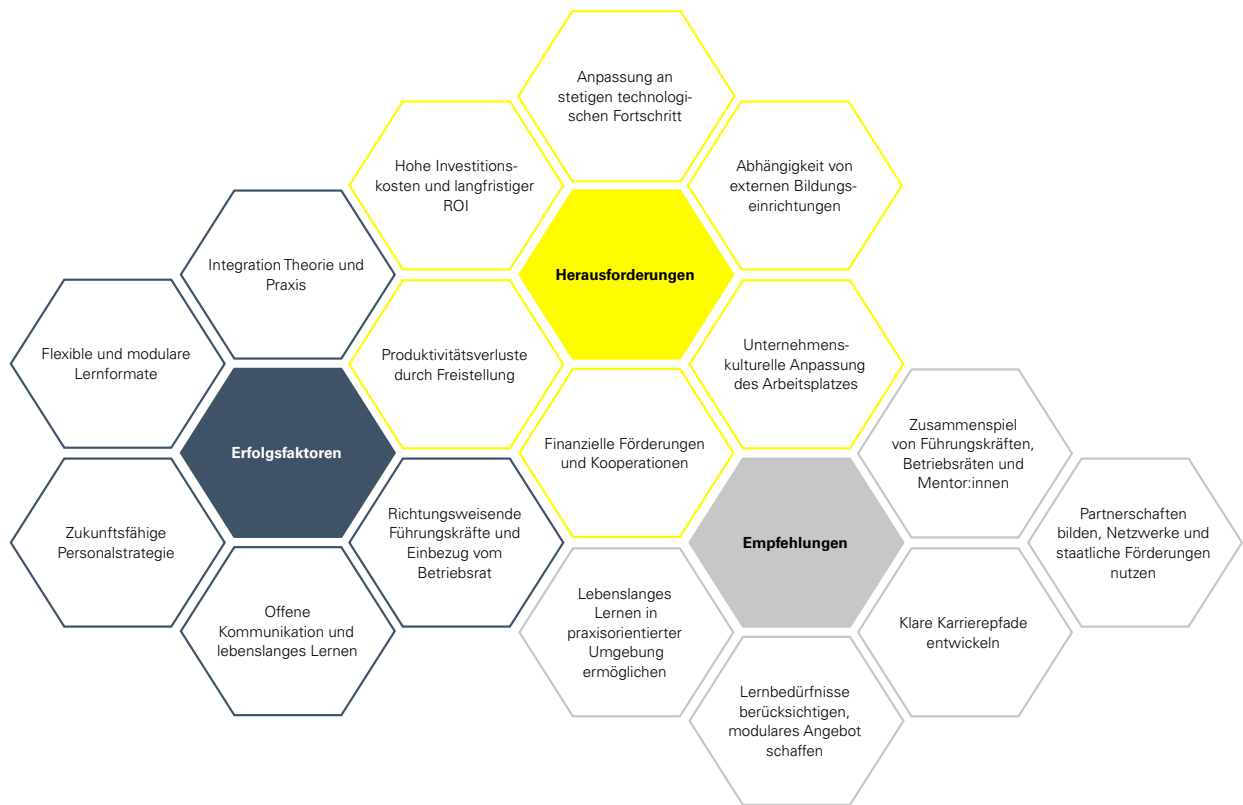 Anpassung an
stetigen technologi-
schen Fortschritt
Hohe Investitions-
kosten und langfristiger
ROI
Abhängigkeit von
externen Bildungs-
einrichtungen
Integration Theorie und
Praxis
Herausforderungen
Flexible und modulare
Lernformate
Produktivitätsverluste
durch Freistellung
Unternehmens-
kulturelle Anpassung
des Arbeitsplatzes
Erfolgsfaktoren
Finanzielle Förderungen
und Kooperationen
Zusammenspiel
von Führungskräften,
Betriebsräten und
Mentor:innen
Zukunftsfähige
Personalstrategie
Richtungsweisende
Führungskräfte und
Einbezug vom
Betriebsrat
Empfehlungen
Partnerschaften
bilden, Netzwerke und
staatliche Förderungen
nutzen
Offene
Kommunikation und
lebenslanges Lernen
Lebenslanges
Lernen in
praxisorientierter
Umgebung
ermöglichen
Klare Karrierepfade
entwickeln
Lernbedürfnisse
berücksichtigen,
modulares Angebot
schaffen